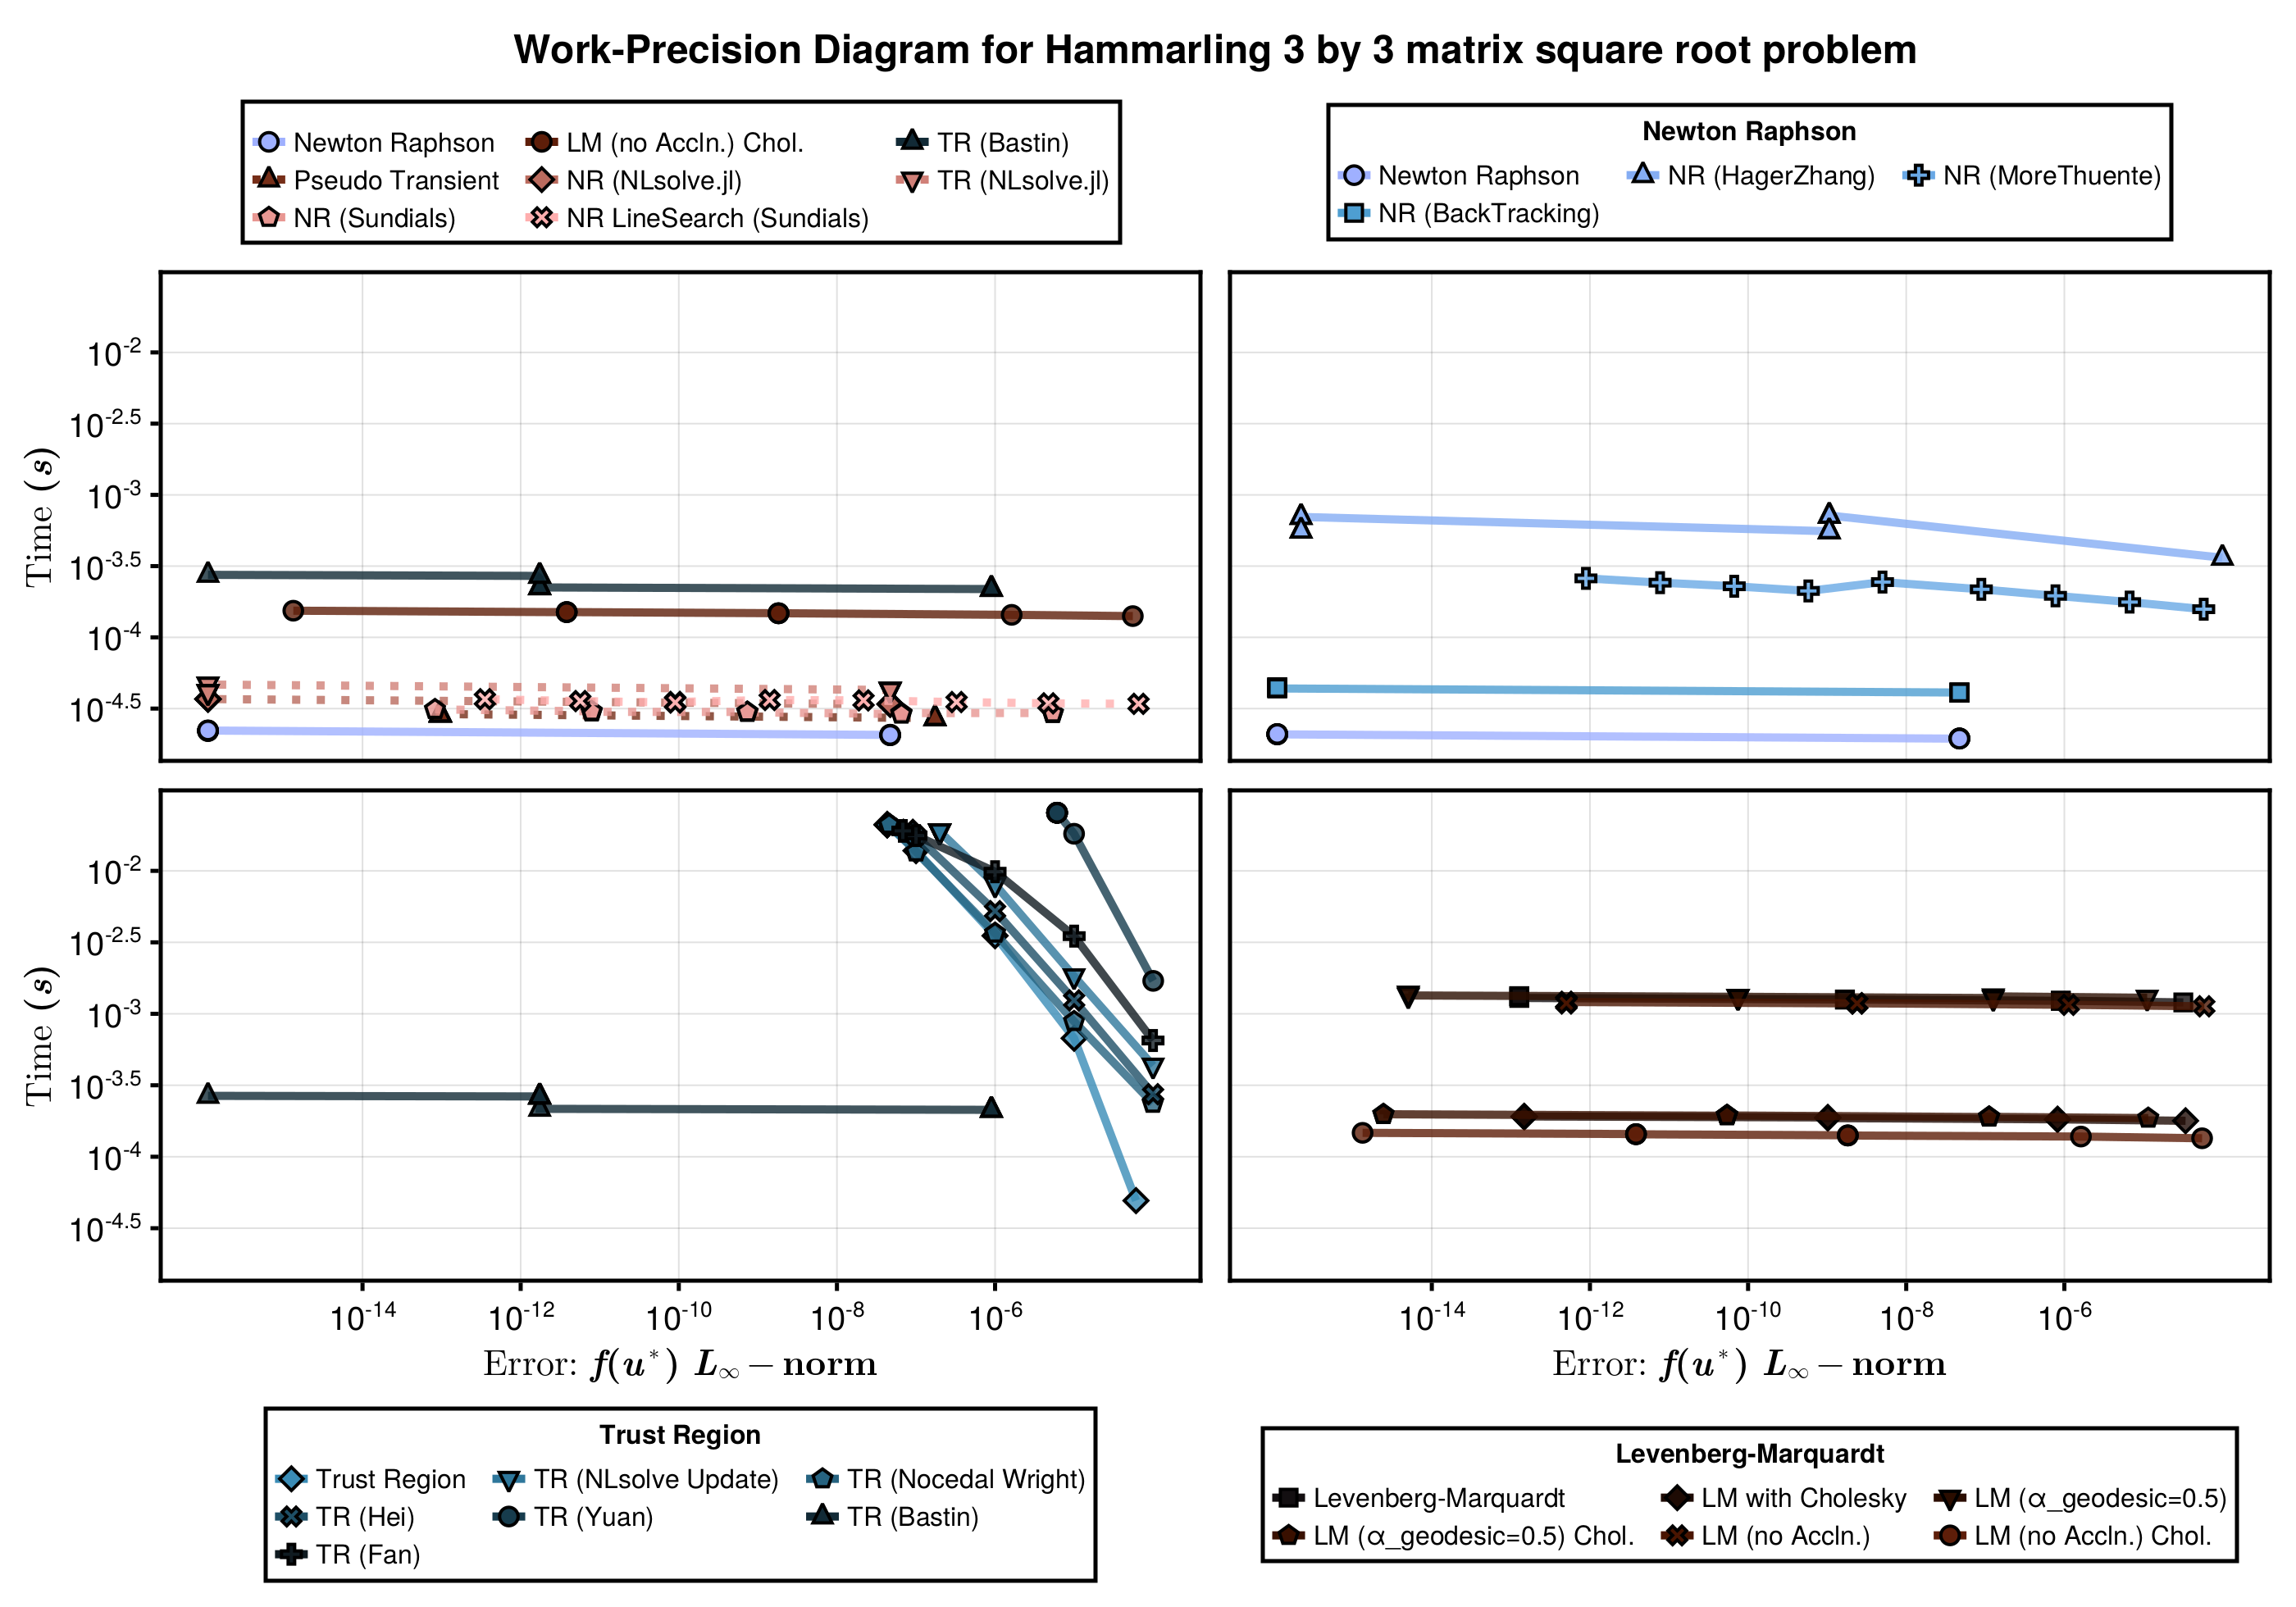 Work-Precision Diagram for Hammarling 3 by 3 matrix square root problem
Newton Raphson LM (no Accln.) Chol. TR (Bastin)
Pseudo Transient NR (NLsolve.jl) TR (NLsolve.jl)
NR (Sundials) NR LineSearch (Sundials)
Newton Raphson
Newton Raphson NR (HagerZhang) NR (MoreThuente)
NR (BackTracking)
Time (s)
10^-2
10^-2.5
10^-3
10^-3.5
10^-4
10^-4.5
Time (s)
10^-2
10^-2.5
10^-3
10^-3.5
10^-4
10^-4.5
10^-14 10^-12 10^-10 10^-8 10^-6
10^-14 10^-12 10^-10 10^-8 10^-6
Error: f(u*) L∞ − norm
Error: f(u*) L∞ − norm
Trust Region
Trust Region TR (NLsolve Update) TR (Nocedal Wright)
TR (Hei) TR (Yuan) TR (Bastin)
TR (Fan)
Levenberg-Marquardt
Levenberg-Marquardt LM with Cholesky LM (α_geodesic=0.5)
LM (α_geodesic=0.5) Chol. LM (no Accln.) LM (no Accln.) Chol.